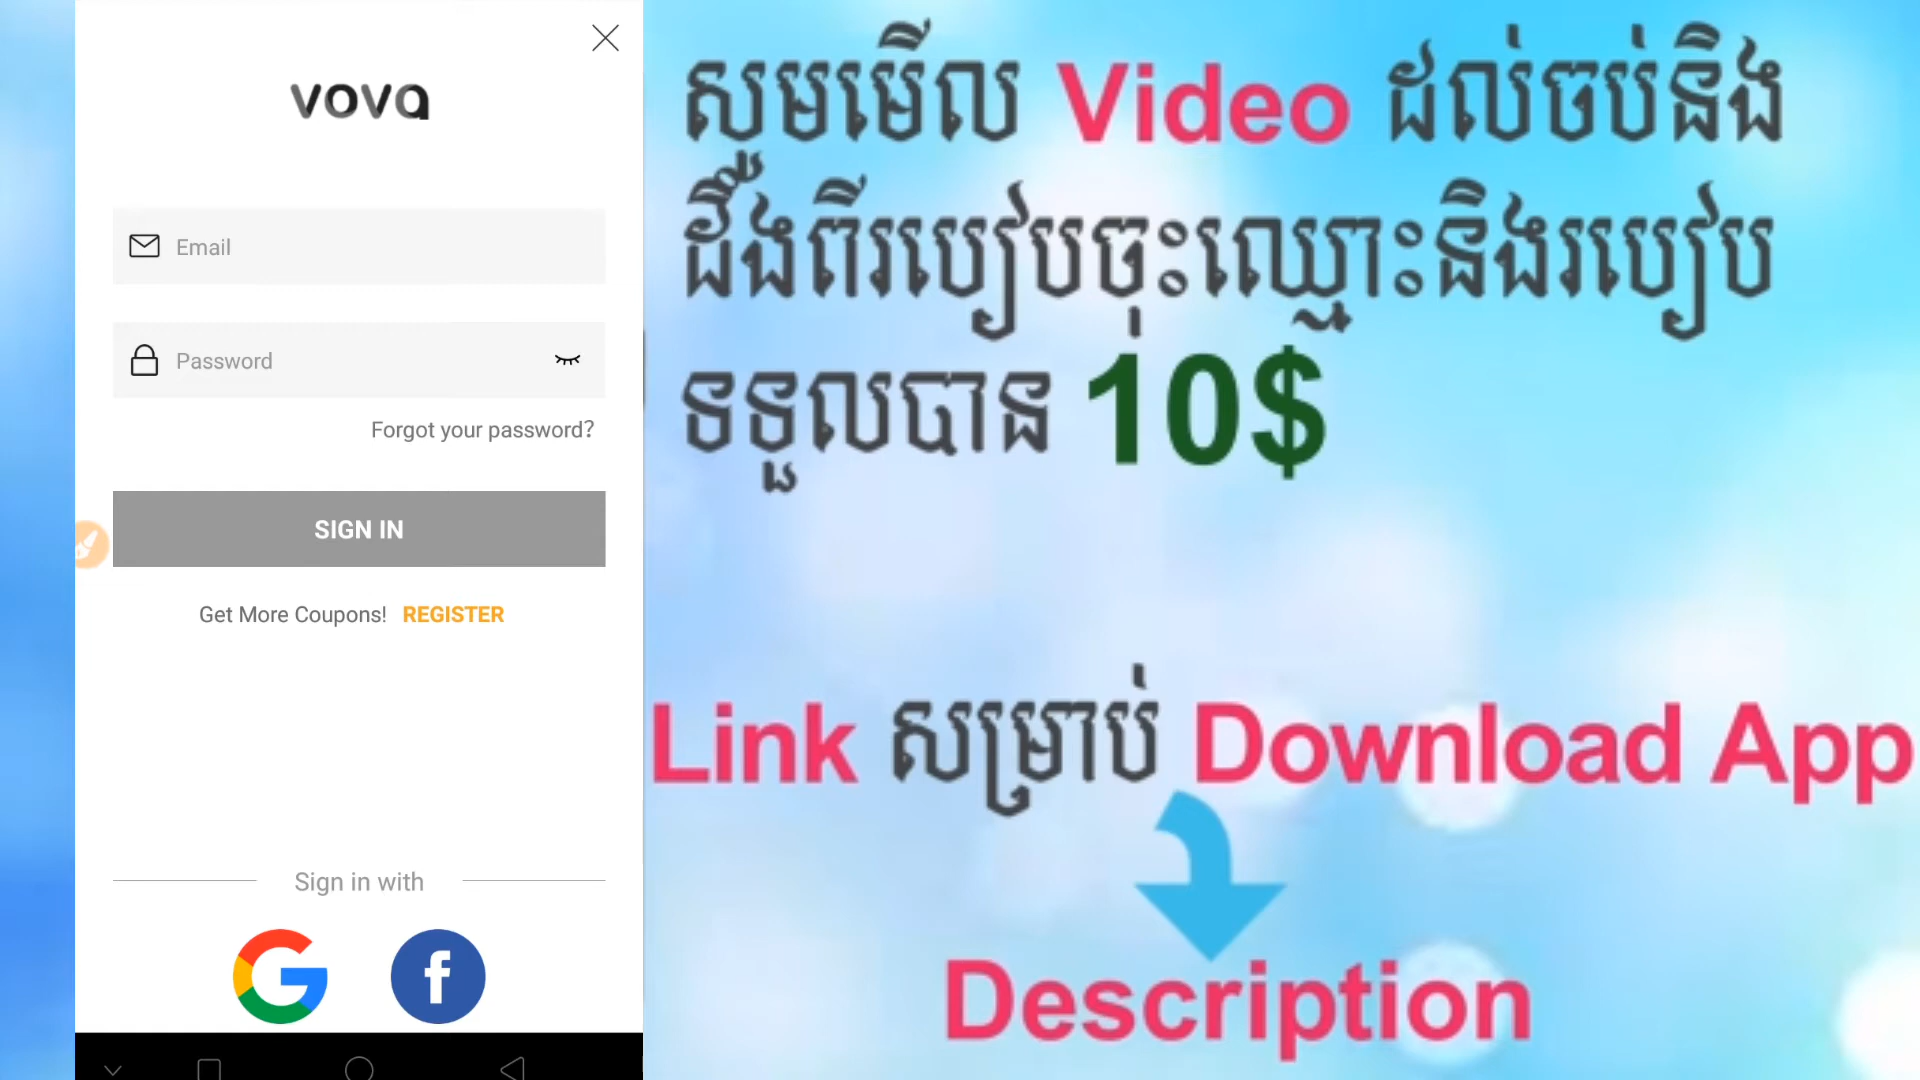 vova
Email
Password
Forgot your password?
SIGN IN
Get More Coupons! REGISTER
Sign in with
សូមមើល Video ដល់ចប់និង
ដឹងពីរបៀបចុះឈ្មោះនិងរបៀប
ទទួលបាន 10$
Link សម្រាប់ Download App
Description